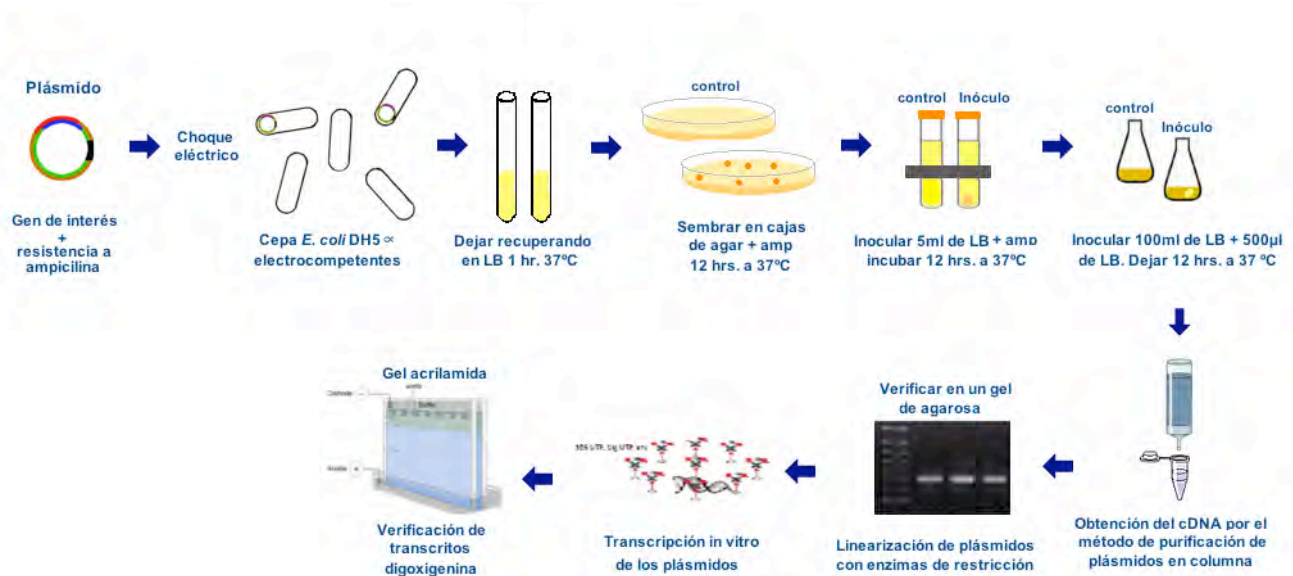 Plásmido
Gen de interés
+
resistencia a
ampicilina
Choque
eléctrico
Cepa E. coli DH5 ∝
electrocompetentes
Dejar recuperando
en LB 1 hr. 37ºC
control
Sembrar en cajas
de agar + amp
12 hrs. a 37ºC
control Inóculo
Inocular 5ml de LB + amp
incubar 12 hrs. a 37ºC
control
Inóculo
Inocular 100ml de LB + 500µl
de LB. Dejar 12 hrs. a 37 ºC
Obtención del cDNA por el
método de purificación de
plásmidos en columna
Verificar en un gel
de agarosa
Linearización de plásmidos
con enzimas de restricción
Transcripción in vitro
de los plásmidos
Gel acrilamida
Verificación de
transcritos
digoxigenina